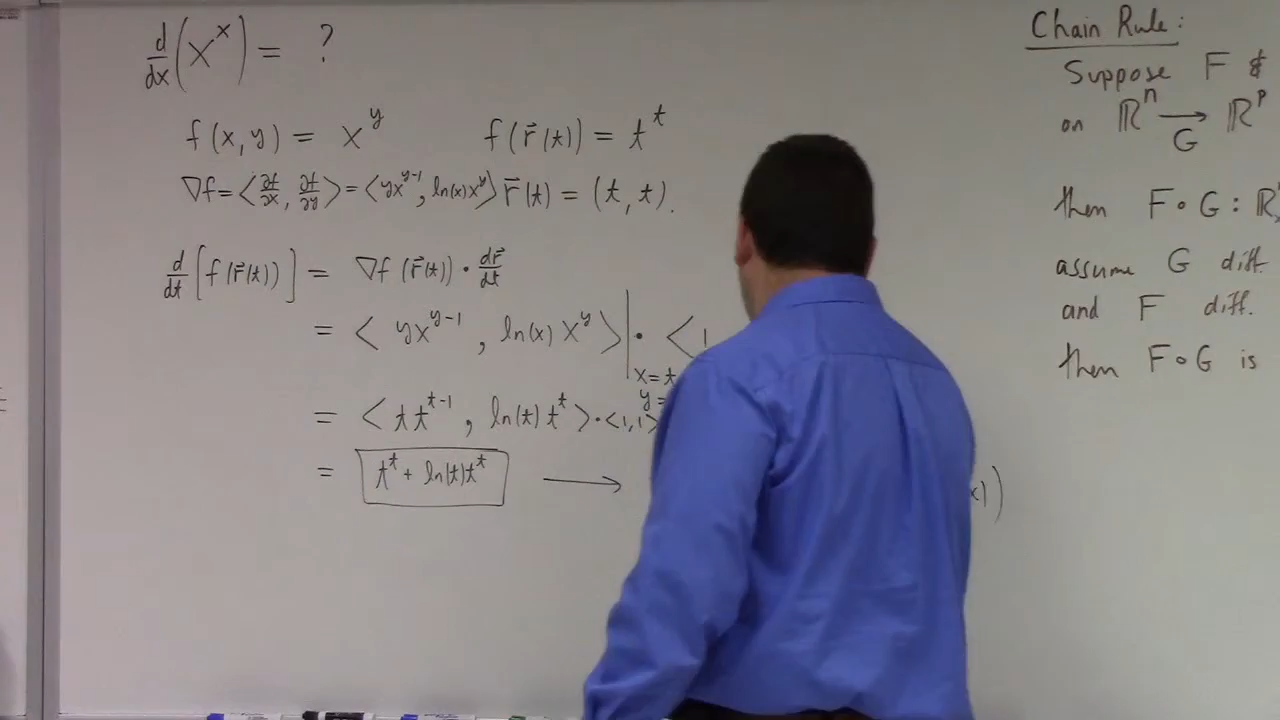 d/dx (x^x) = ?
f(x,y) = x^y f(r⃗(t)) = t^t
∇f = <∂f/∂x, ∂f/∂y> = <yx^(y-1), ln(x)x^y> r⃗(t) = (t, t).
d/dt [f(r⃗(t))] = ∇f(r⃗(t)) • dr⃗/dt
= < yx^(y-1), ln(x) x^y >| • < 1,
x=t
y=
= < t t^(t-1), ln(t) t^t > • <1,1>
= t^t + ln(t)t^t ⟶
x))
Chain Rule:
Suppose F &
on ℝ^n ⟶ ℝ^p
G
then F∘G : ℝ
assume G diff.
and F diff.
then F∘G is